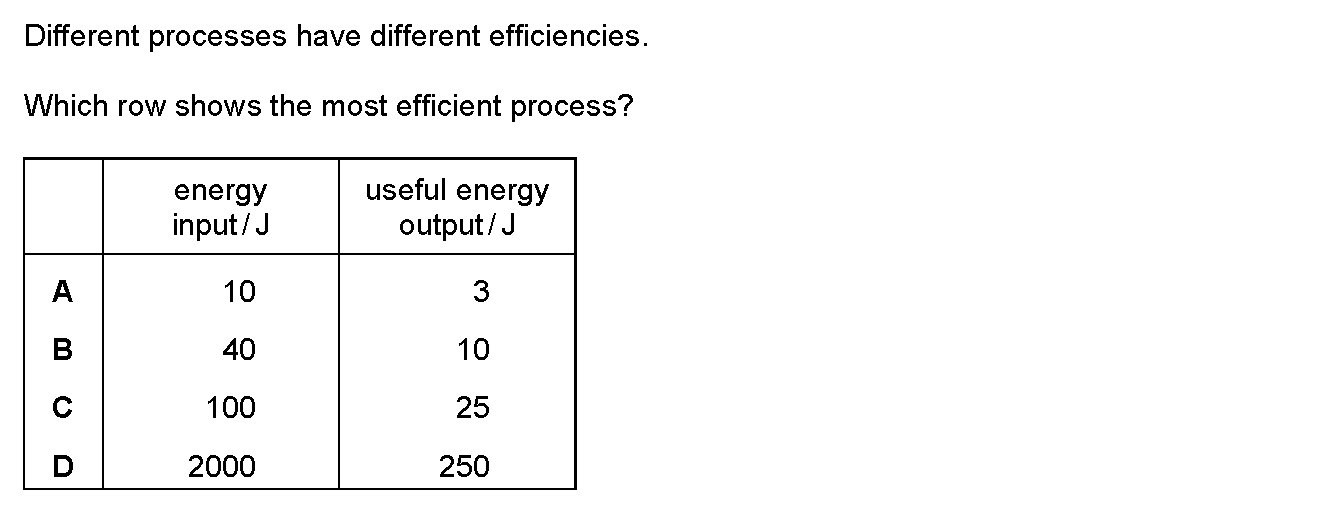 Different processes have different efficiencies.
Which row shows the most efficient process?
energy input / J useful energy output / J
A 10 3
B 40 10
C 100 25
D 2000 250